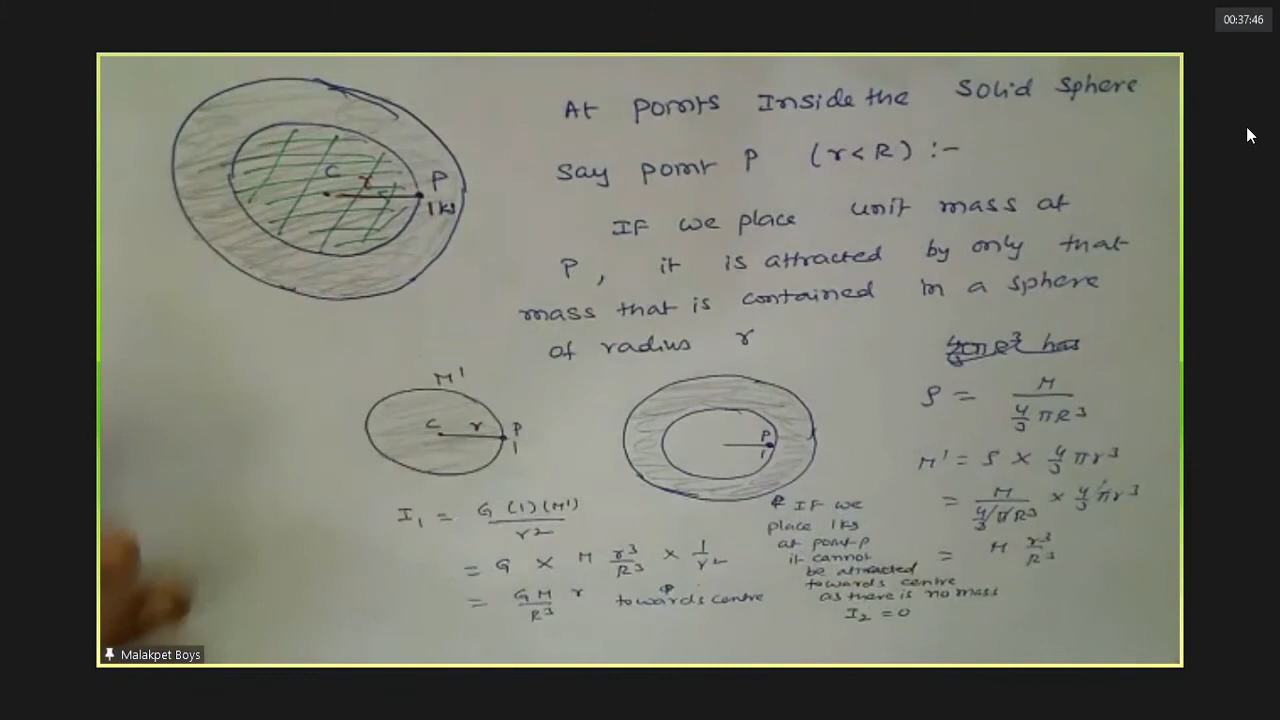 00:37:46
At points Inside the Solid Sphere
Say point P (r<R) :-
IF we place unit mass at
P, it is attracted by only that
mass that is contained in a sphere
of radius r
C r P
1kg
M'
C r P
1
P
1
ρ = M / (4/3 πR³)
M' = ρ × 4/3 πr³
= M / (4/3 πR³) × 4/3 πr³
= M r³/R³
I₁ = G (1)(M') / r²
= G × M r³/R³ × 1/r²
= GM/R³ r towards centre
IF we
place 1kg
at point P
it cannot
be attracted
towards centre
as there is no mass
I₂ = 0
Malakpet Boys